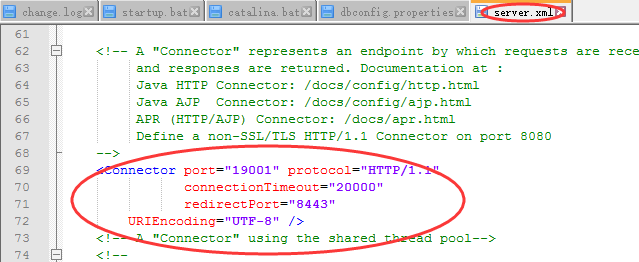 change.log startup.bat catalina.bat dbconfig.properties server.xml
61
62 <!-- A "Connector" represents an endpoint by which requests are rece
63 and responses are returned. Documentation at :
64 Java HTTP Connector: /docs/config/http.html
65 Java AJP  Connector: /docs/config/ajp.html
66 APR (HTTP/AJP) Connector: /docs/apr.html
67 Define a non-SSL/TLS HTTP/1.1 Connector on port 8080
68 -->
69 <Connector port="19001" protocol="HTTP/1.1"
70 connectionTimeout="20000"
71 redirectPort="8443"
72 URIEncoding="UTF-8" />
73 <!-- A "Connector" using the shared thread pool-->
74 <!--